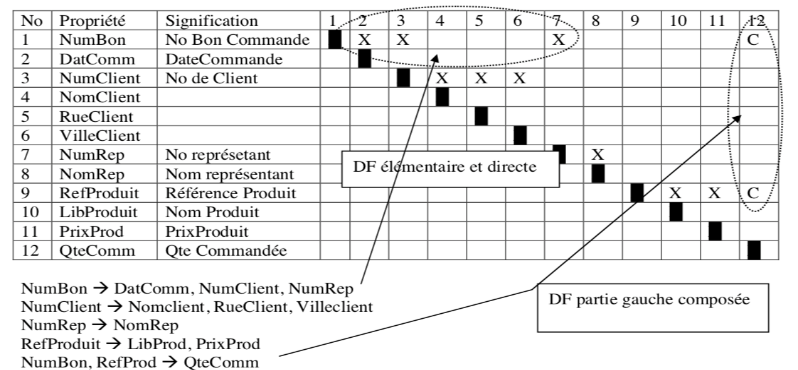 No Propriété Signification 1 2 3 4 5 6 7 8 9 10 11 12
1 NumBon No Bon Commande X X X C
2 DatComm DateCommande
3 NumClient No de Client X X X
4 NomClient
5 RueClient
6 VilleClient
7 NumRep No représetant X
8 NomRep Nom représentant
DF élémentaire et directe
9 RefProduit Référence Produit X X C
10 LibProduit Nom Produit
11 PrixProd PrixProduit
12 QteComm Qte Commandée
NumBon → DatComm, NumClient, NumRep
NumClient → Nomclient, RueClient, Villeclient
NumRep → NomRep
RefProduit → LibProd, PrixProd
NumBon, RefProd → QteComm
DF partie gauche composée